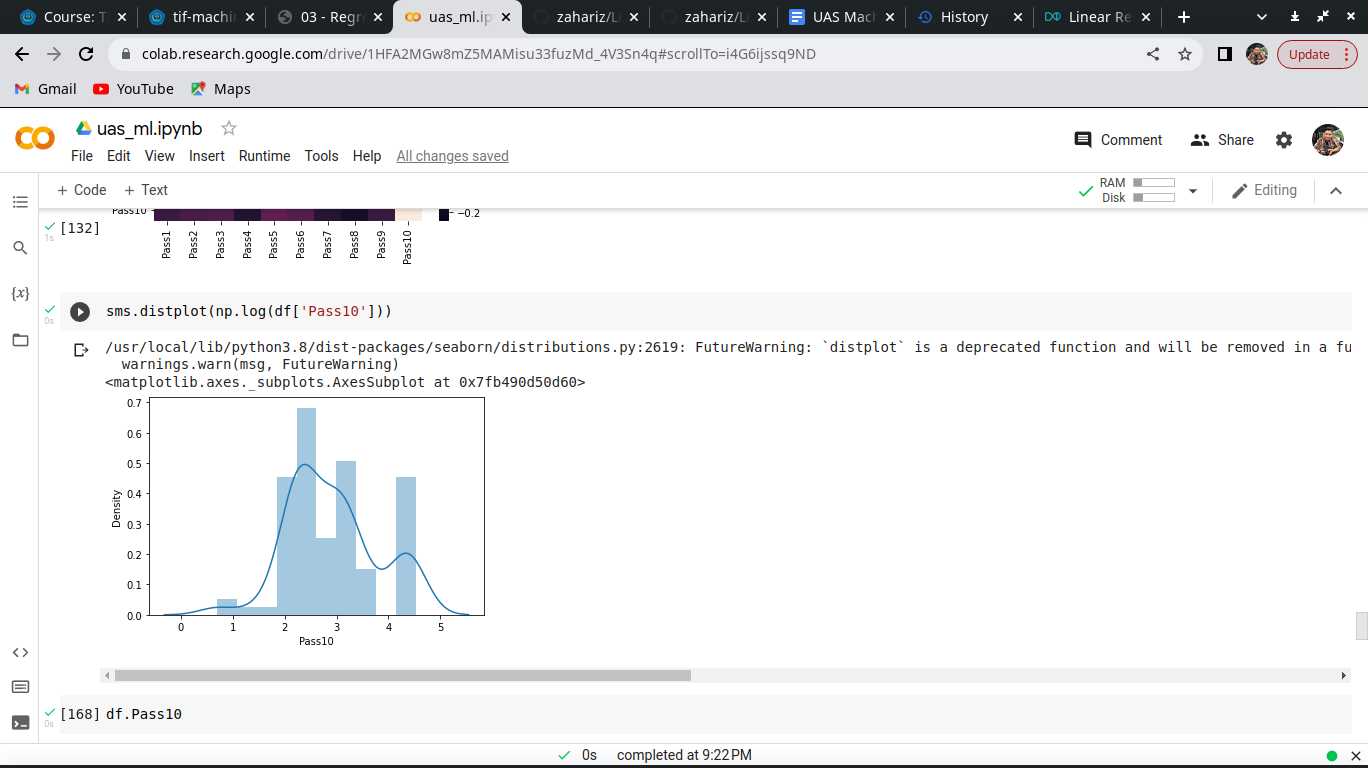 Course: T
tif-machi
03 - Regr
uas_ml.ip
zahariz/Li
zahariz/Li
UAS Mac
History
Linear Re
colab.research.google.com/drive/1HFA2MGw8mZ5MAMisu33fuzMd_4V3Sn4q#scrollTo=i4G6ijssq9ND
Update
Gmail YouTube Maps
uas_ml.ipynb
File Edit View Insert Runtime Tools Help All changes saved
Comment Share
+ Code + Text
RAM
Disk
Editing
Pass10
−0.2
[132]
1s
Pass1 Pass2 Pass3 Pass4 Pass5 Pass6 Pass7 Pass8 Pass9 Pass10
0s
sms.distplot(np.log(df['Pass10']))
/usr/local/lib/python3.8/dist-packages/seaborn/distributions.py:2619: FutureWarning: `distplot` is a deprecated function and will be removed in a fu
warnings.warn(msg, FutureWarning)
<matplotlib.axes._subplots.AxesSubplot at 0x7fb490d50d60>
0.7
0.6
0.5
0.4
0.3
0.2
0.1
0.0
Density
0 1 2 3 4 5
Pass10
[168] df.Pass10
0s
0s completed at 9:22 PM